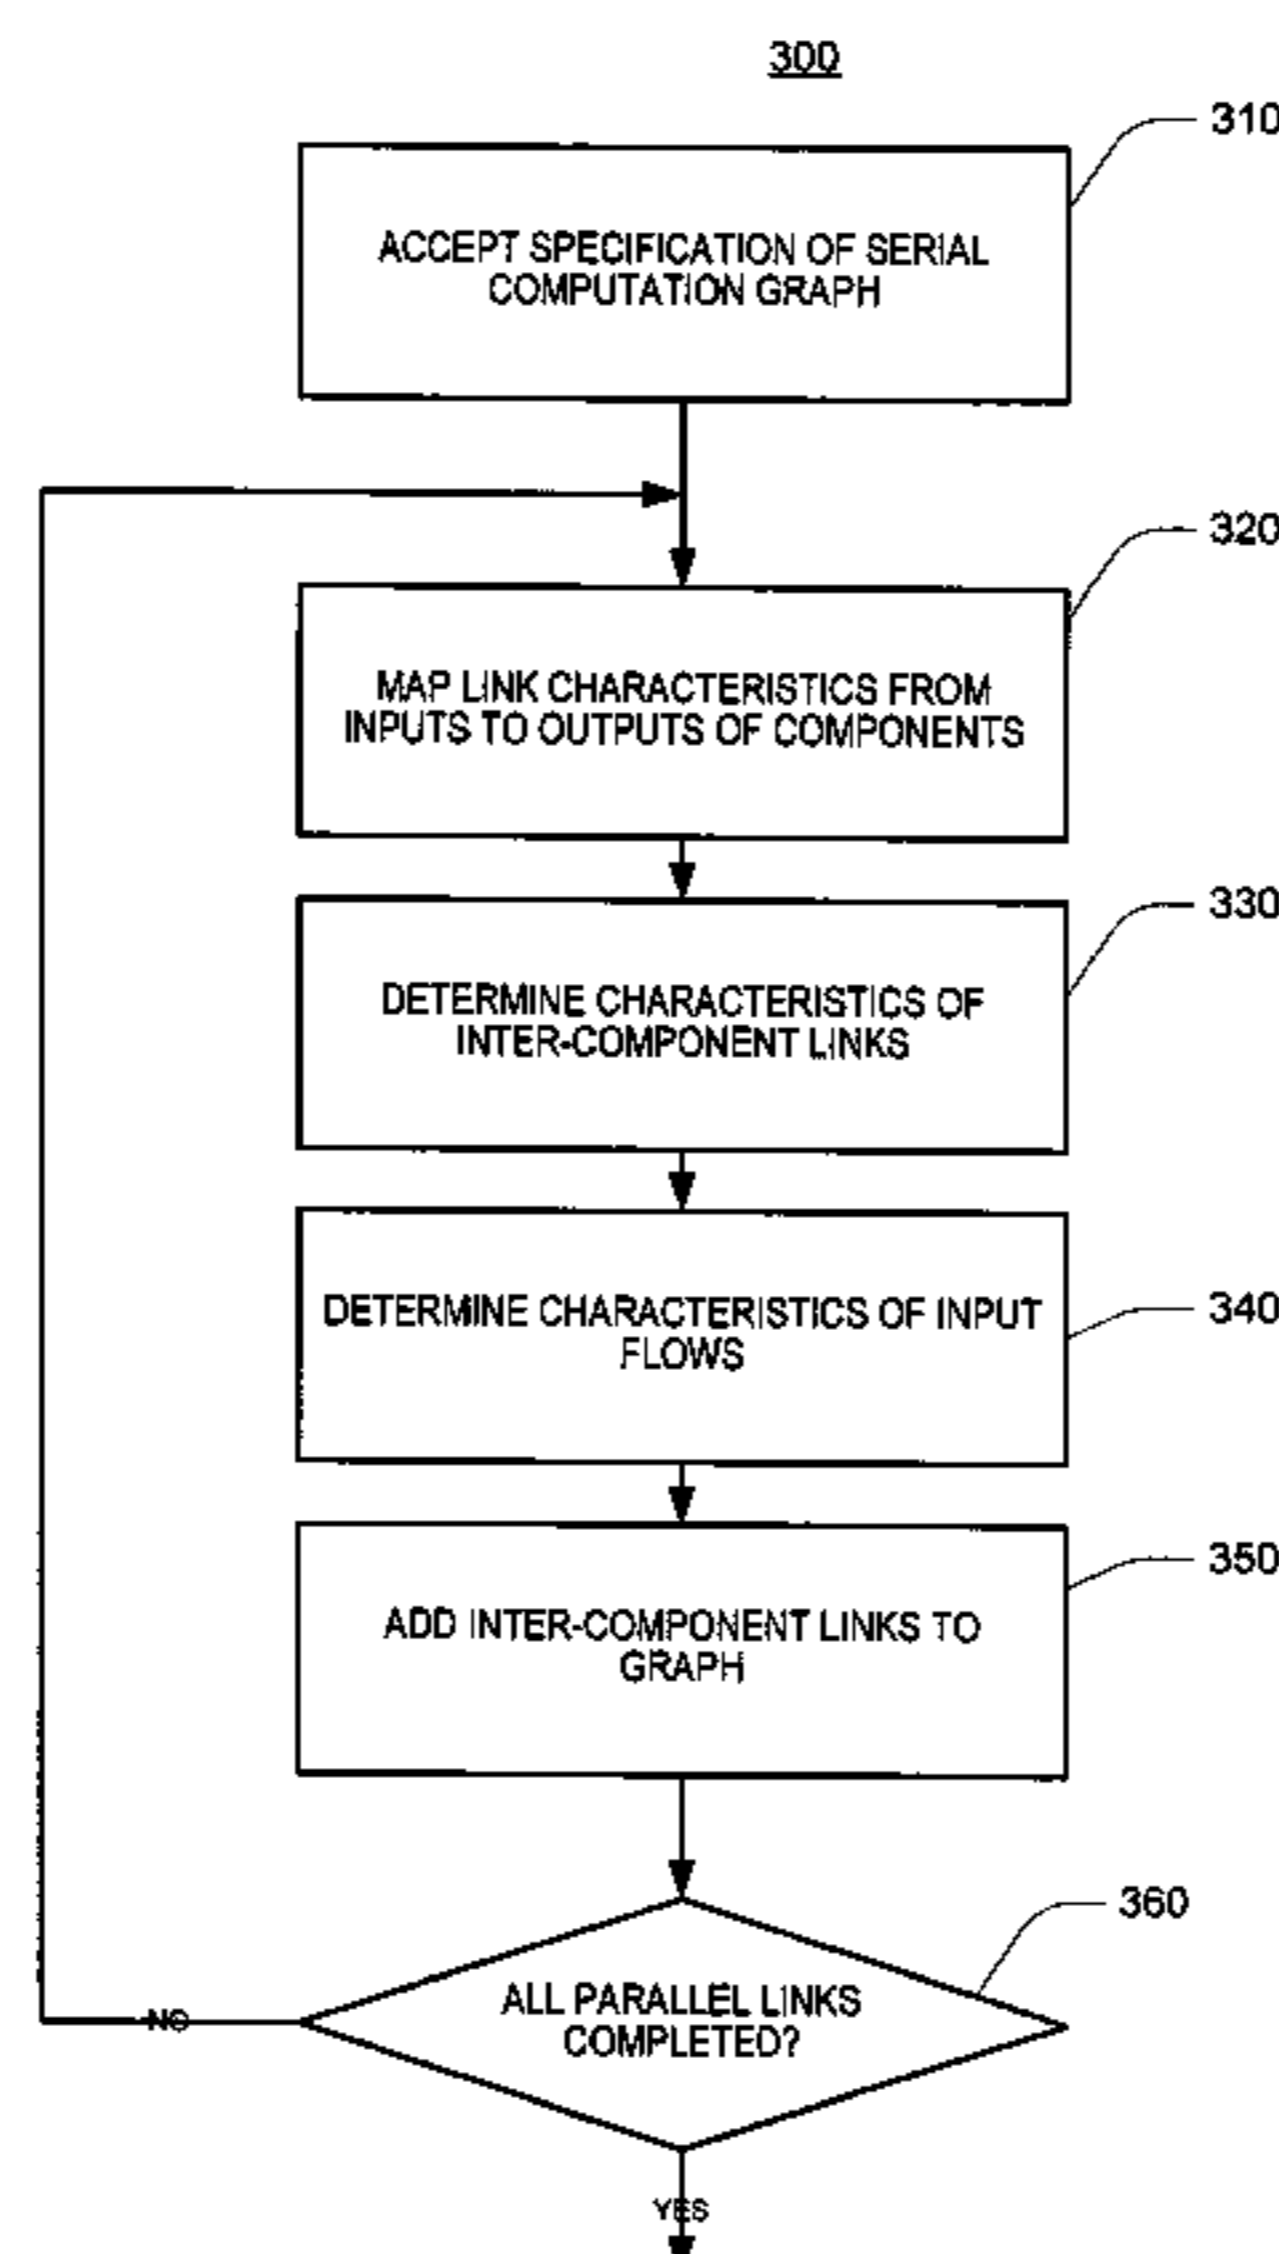 300
310
ACCEPT SPECIFICATION OF SERIAL
COMPUTATION GRAPH
320
MAP LINK CHARACTERISTICS FROM
INPUTS TO OUTPUTS OF COMPONENTS
330
DETERMINE CHARACTERISTICS OF
INTER-COMPONENT LINKS
340
DETERMINE CHARACTERISTICS OF INPUT
FLOWS
350
ADD INTER-COMPONENT LINKS TO
GRAPH
360
ALL PARALLEL LINKS
COMPLETED?
NO
YES